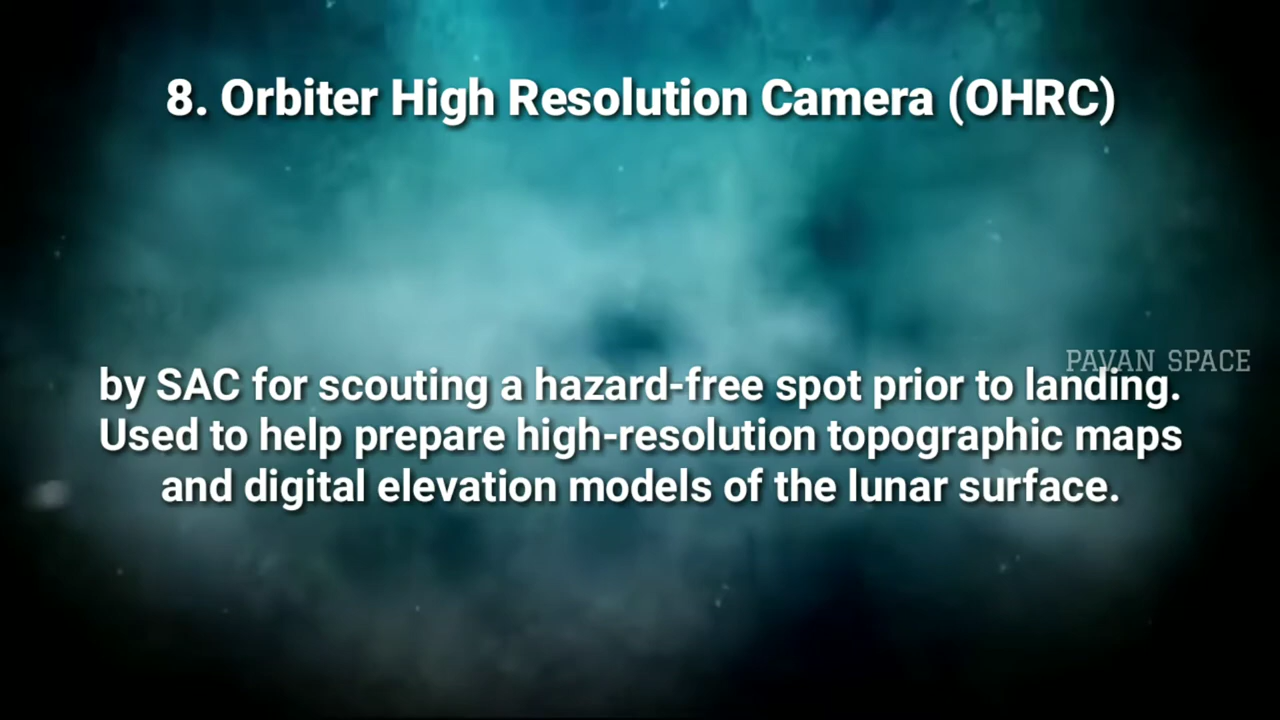 8. Orbiter High Resolution Camera (OHRC)
PAVAN SPACE
by SAC for scouting a hazard-free spot prior to landing.
Used to help prepare high-resolution topographic maps
and digital elevation models of the lunar surface.